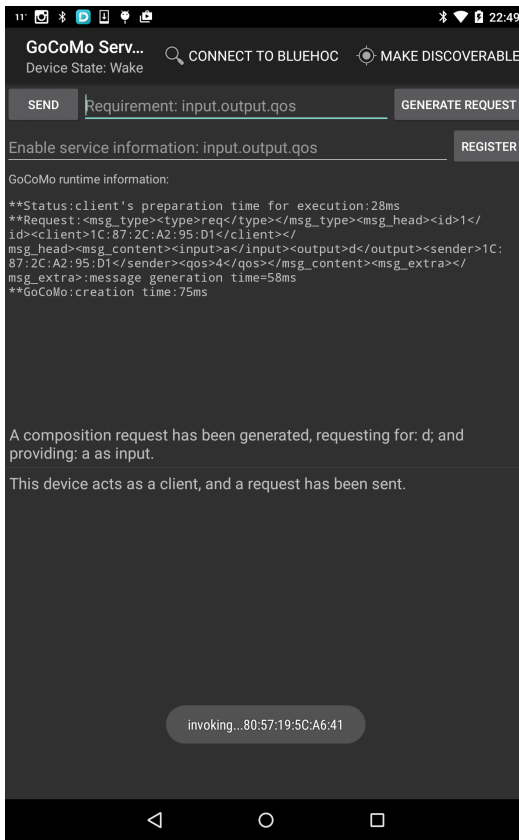 11° 22:49
GoCoMo Serv... CONNECT TO BLUEHOC MAKE DISCOVERABLE
Device State: Wake
SEND Requirement: input.output.qos GENERATE REQUEST
Enable service information: input.output.qos REGISTER
GoCoMo runtime information:
**Status:client's preparation time for execution:28ms
**Request:<msg_type><type>req</type></msg_type><msg_head><id>1</
id><client>1C:87:2C:A2:95:D1</client></
msg_head><msg_content><input>a</input><output>d</output><sender>1C:
87:2C:A2:95:D1</sender><qos>4</qos></msg_content><msg_extra></
msg_extra>:message generation time=58ms
**GoCoMo:creation time:75ms
A composition request has been generated, requesting for: d; and
providing: a as input.
This device acts as a client, and a request has been sent.
invoking...80:57:19:5C:A6:41